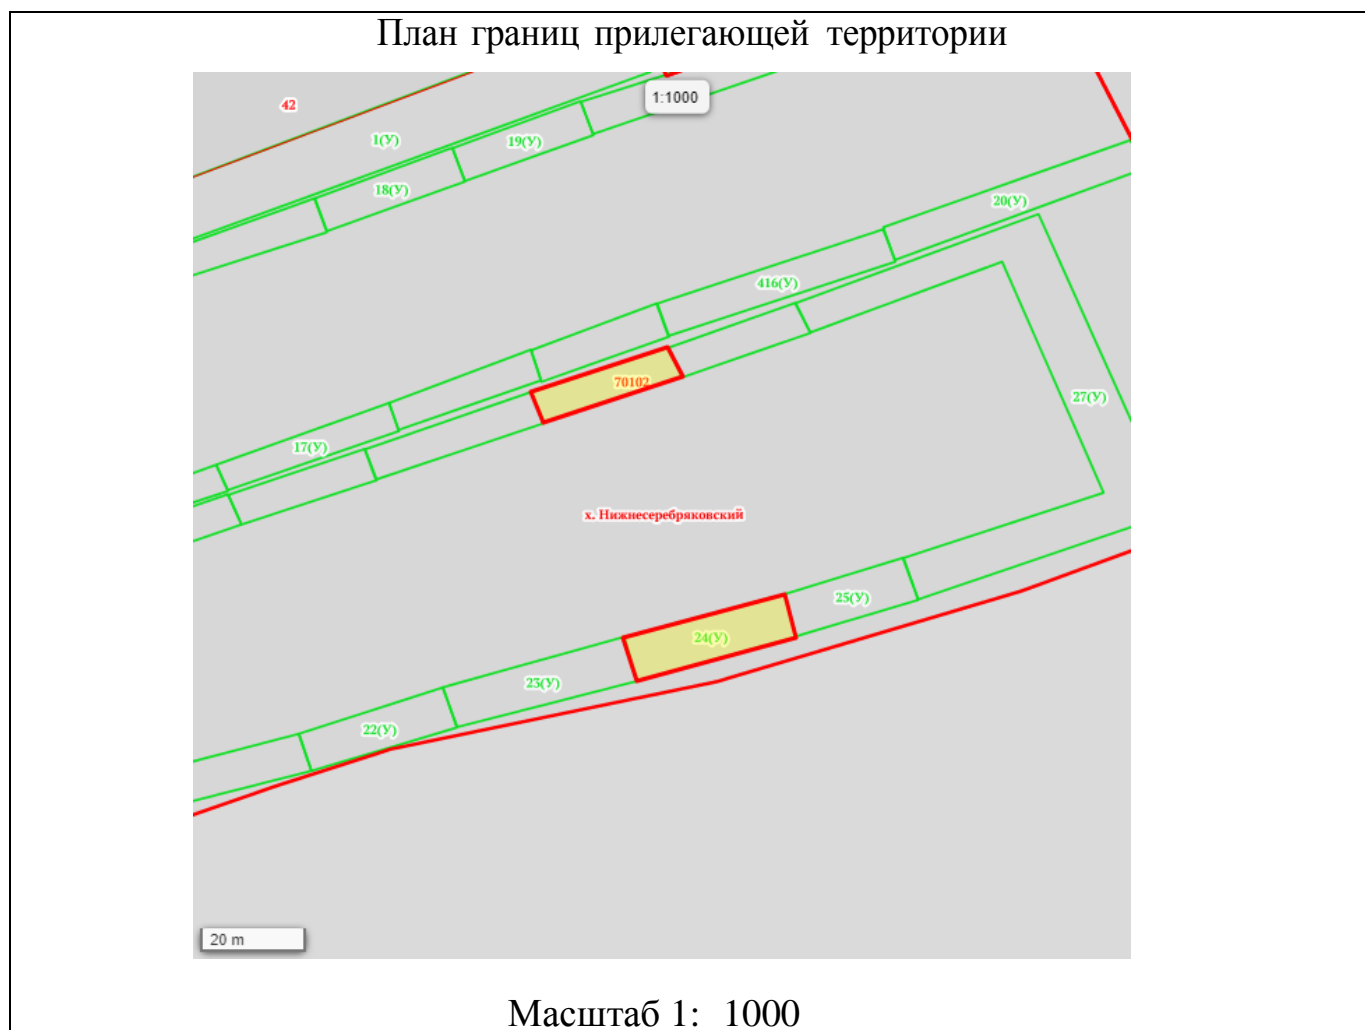 План границ прилегающей территории
42
1:1000
1(У)
19(У)
18(У)
20(У)
416(У)
70102
27(У)
17(У)
х. Нижнесеребряковский
25(У)
24(У)
23(У)
22(У)
20 m
Масштаб 1: 1000